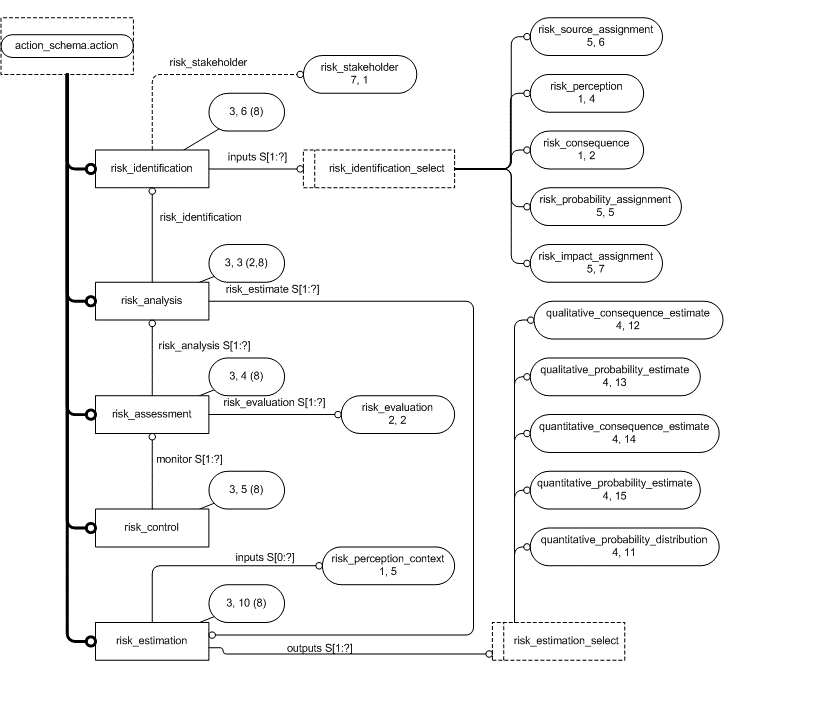 action_schema.action
risk_stakeholder
risk_stakeholder
7, 1
3, 6 (8)
risk_identification
inputs S[1:?]
risk_identification_select
risk_source_assignment
5, 6
risk_perception
1, 4
risk_consequence
1, 2
risk_probability_assignment
5, 5
risk_impact_assignment
5, 7
risk_identification
3, 3 (2,8)
risk_analysis
risk_estimate S[1:?]
risk_analysis S[1:?]
3, 4 (8)
risk_assessment
risk_evaluation S[1:?]
risk_evaluation
2, 2
monitor S[1:?]
3, 5 (8)
risk_control
inputs S[0:?]
risk_perception_context
1, 5
3, 10 (8)
risk_estimation
outputs S[1:?]
risk_estimation_select
qualitative_consequence_estimate
4, 12
qualitative_probability_estimate
4, 13
quantitative_consequence_estimate
4, 14
quantitative_probability_estimate
4, 15
quantitative_probability_distribution
4, 11